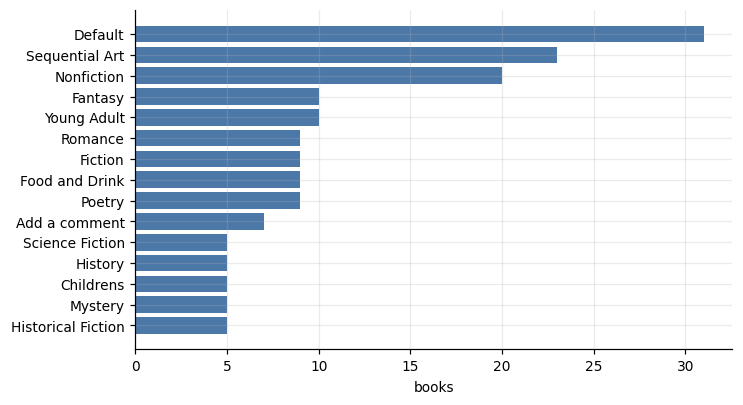 Default
Sequential Art
Nonfiction
Fantasy
Young Adult
Romance
Fiction
Food and Drink
Poetry
Add a comment
Science Fiction
History
Childrens
Mystery
Historical Fiction
0 5 10 15 20 25 30
books